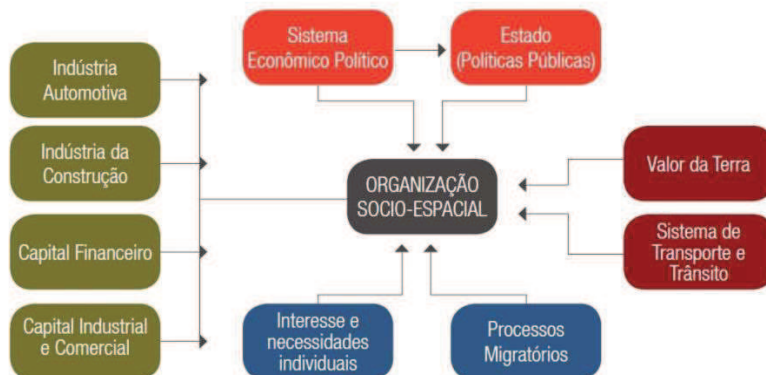 Sistema
Econômico Político
Estado
(Políticas Públicas)
Indústria
Automotiva
Indústria da
Construção
Capital Financeiro
Capital Industrial
e Comercial
ORGANIZAÇÃO
SOCIO-ESPACIAL
Valor da Terra
Sistema de
Transporte e
Trânsito
Interesse e
necessidades
individuais
Processos
Migratórios